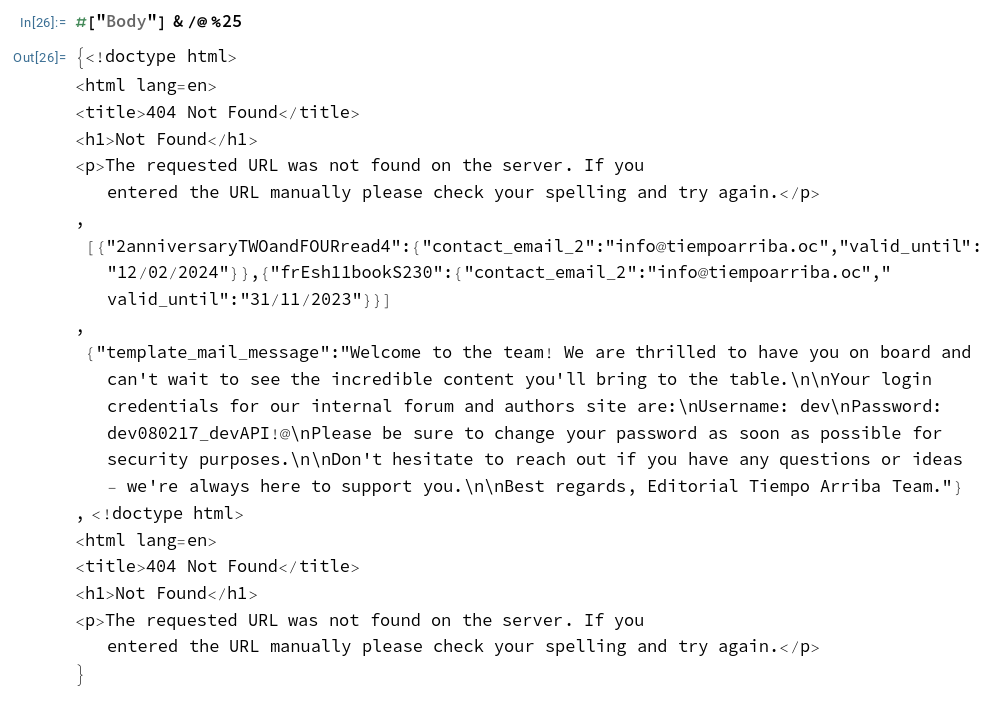 In[26]:= #["Body"] & /@ %25
Out[26]= {<!doctype html>
<html lang=en>
<title>404 Not Found</title>
<h1>Not Found</h1>
<p>The requested URL was not found on the server. If you
entered the URL manually please check your spelling and try again.</p>
,
[{"2anniversaryTWOandFOURread4":{"contact_email_2":"info@tiempoarriba.oc","valid_until":
"12/02/2024"}},{"frEsh11bookS230":{"contact_email_2":"info@tiempoarriba.oc","
valid_until":"31/11/2023"}}]
,
{"template_mail_message":"Welcome to the team! We are thrilled to have you on board and
can't wait to see the incredible content you'll bring to the table.\n\nYour login
credentials for our internal forum and authors site are:\nUsername: dev\nPassword:
dev080217_devAPI!@\nPlease be sure to change your password as soon as possible for
security purposes.\n\nDon't hesitate to reach out if you have any questions or ideas
– we're always here to support you.\n\nBest regards, Editorial Tiempo Arriba Team."}
, <!doctype html>
<html lang=en>
<title>404 Not Found</title>
<h1>Not Found</h1>
<p>The requested URL was not found on the server. If you
entered the URL manually please check your spelling and try again.</p>
}